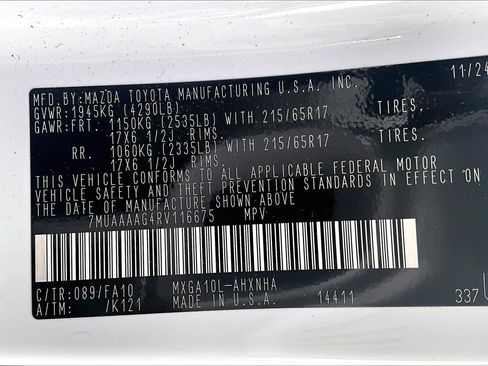 MFD.BY:MAZDA TOYOTA MANUFACTURING U.S.A. INC. 11/24
GVWR:1945KG (4290LB)
GAWR:FRT. 1150KG (2535LB) WITH 215/65R17 TIRES.
17X6 1/2J RIMS.
RR. 1060KG (2335LB) WITH 215/65R17 TIRES.
17X6 1/2J RIMS.
THIS VEHICLE CONFORMS TO ALL APPLICABLE FEDERAL MOTOR
VEHICLE SAFETY AND THEFT PREVENTION STANDARDS IN EFFECT ON
THE DATE OF MANUFACTURE SHOWN ABOVE
7MUAAAAG4RV116675 MPV
C/TR:089/FA10 MXGA10L-AHXNHA
A/TM: /K121 MADE IN U.S.A. 14411 337